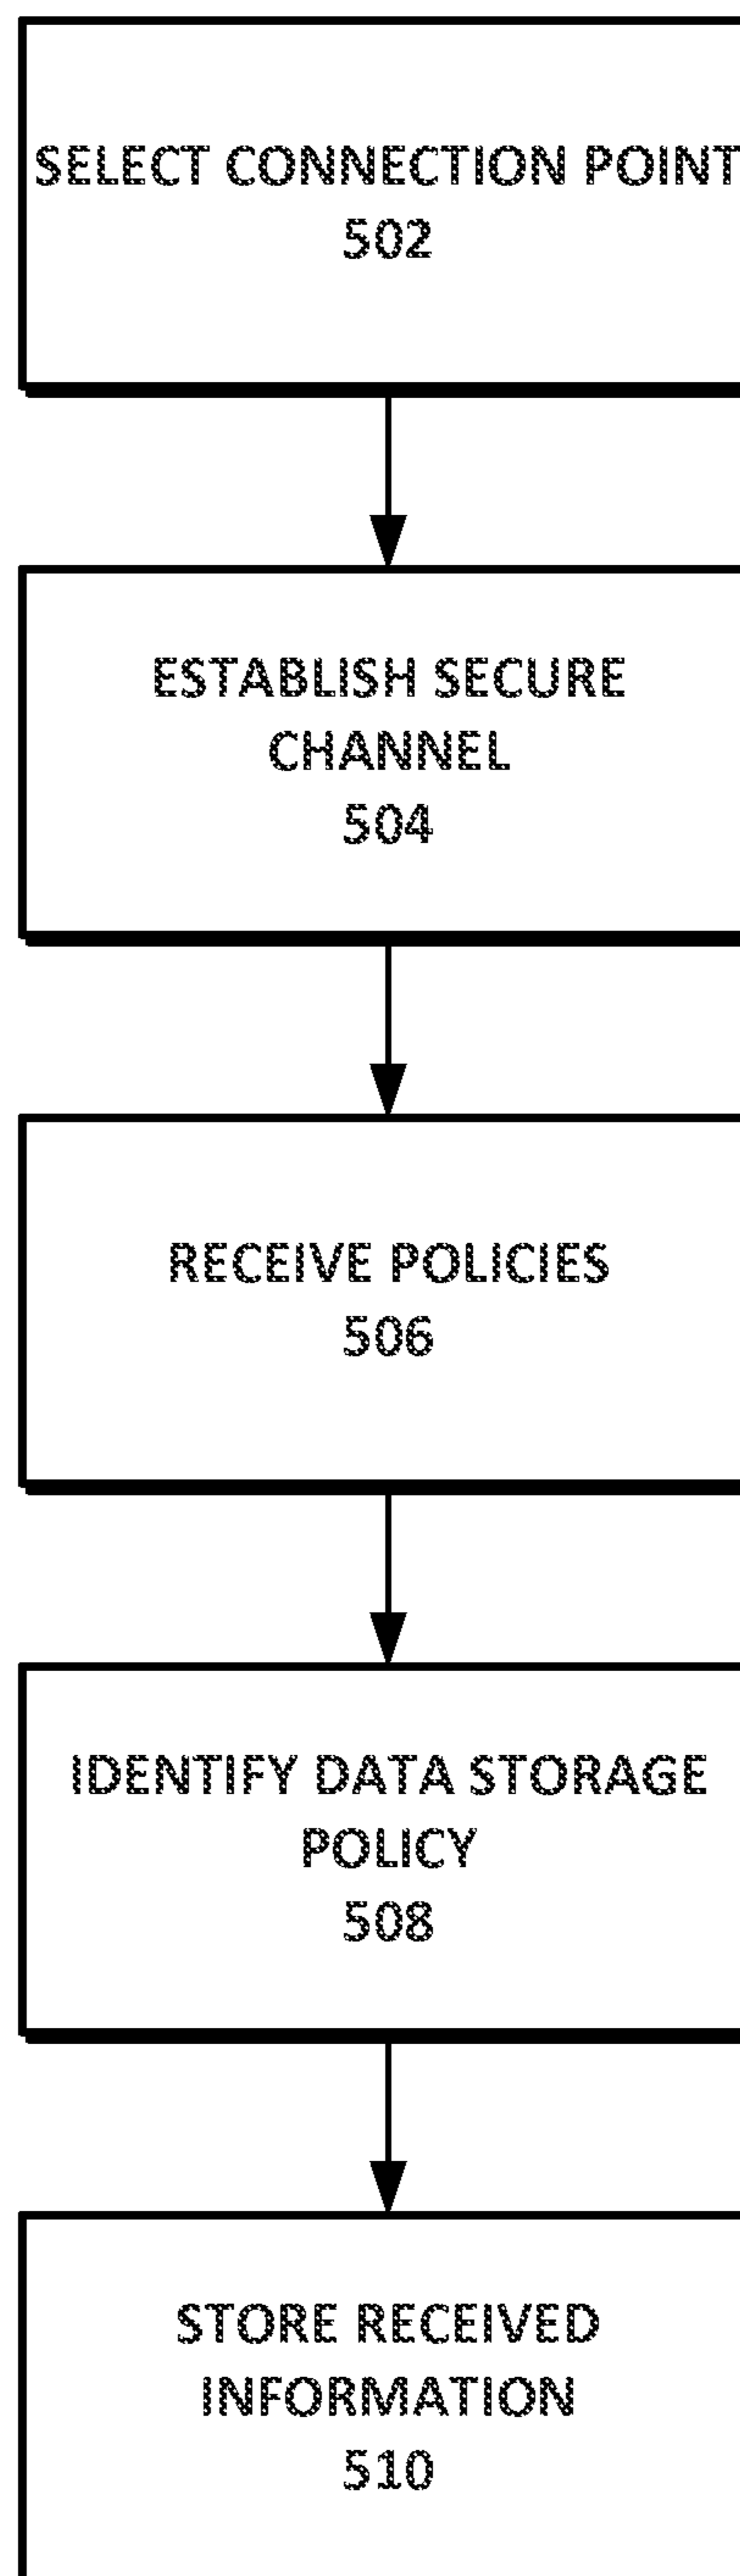 SELECT CONNECTION POINT
502
ESTABLISH SECURE
CHANNEL
504
RECEIVE POLICIES
506
IDENTIFY DATA STORAGE
POLICY
508
STORE RECEIVED
INFORMATION
510